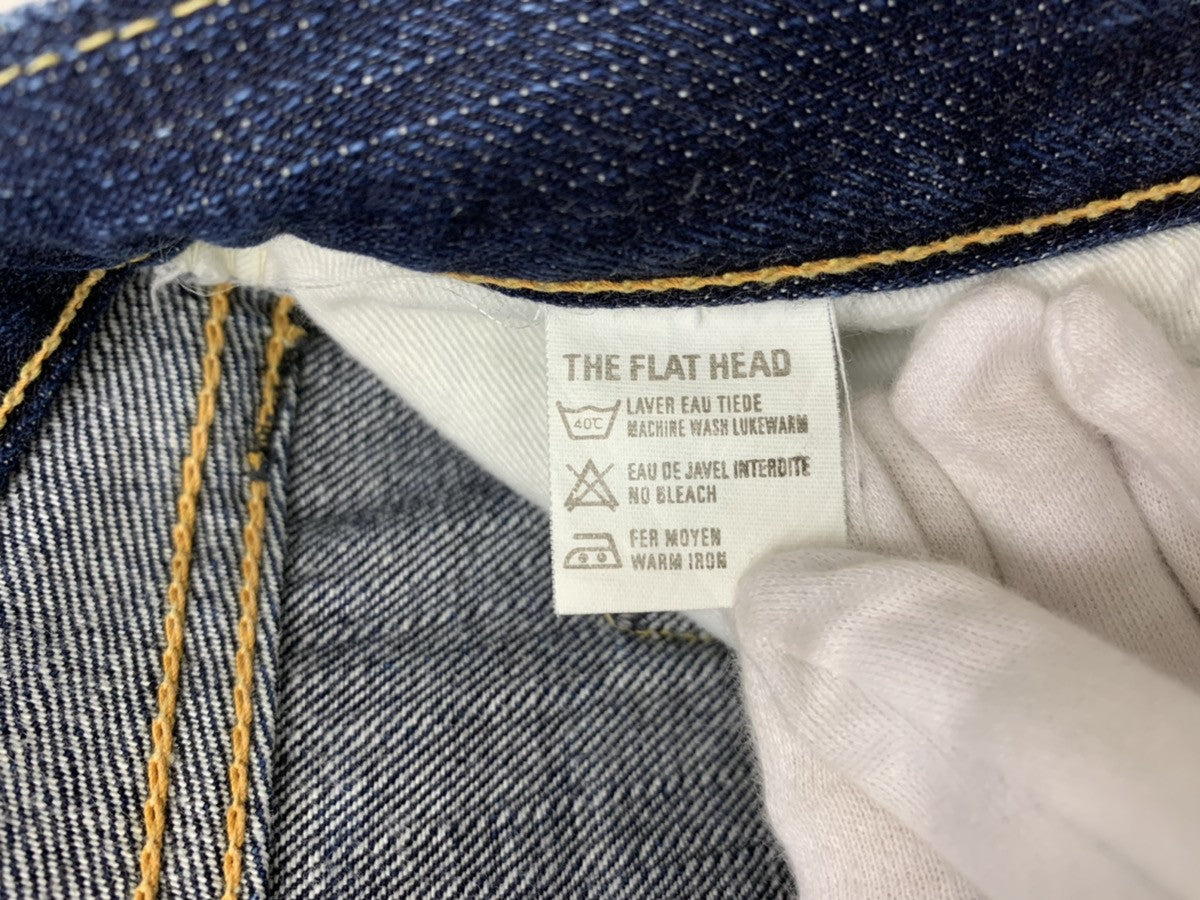 THE FLAT HEAD
40℃
LAVER EAU TIEDE
MACHINE WASH LUKEWARM
EAU DE JAVEL INTERDITE
NO BLEACH
FER MOYEN
WARM IRON